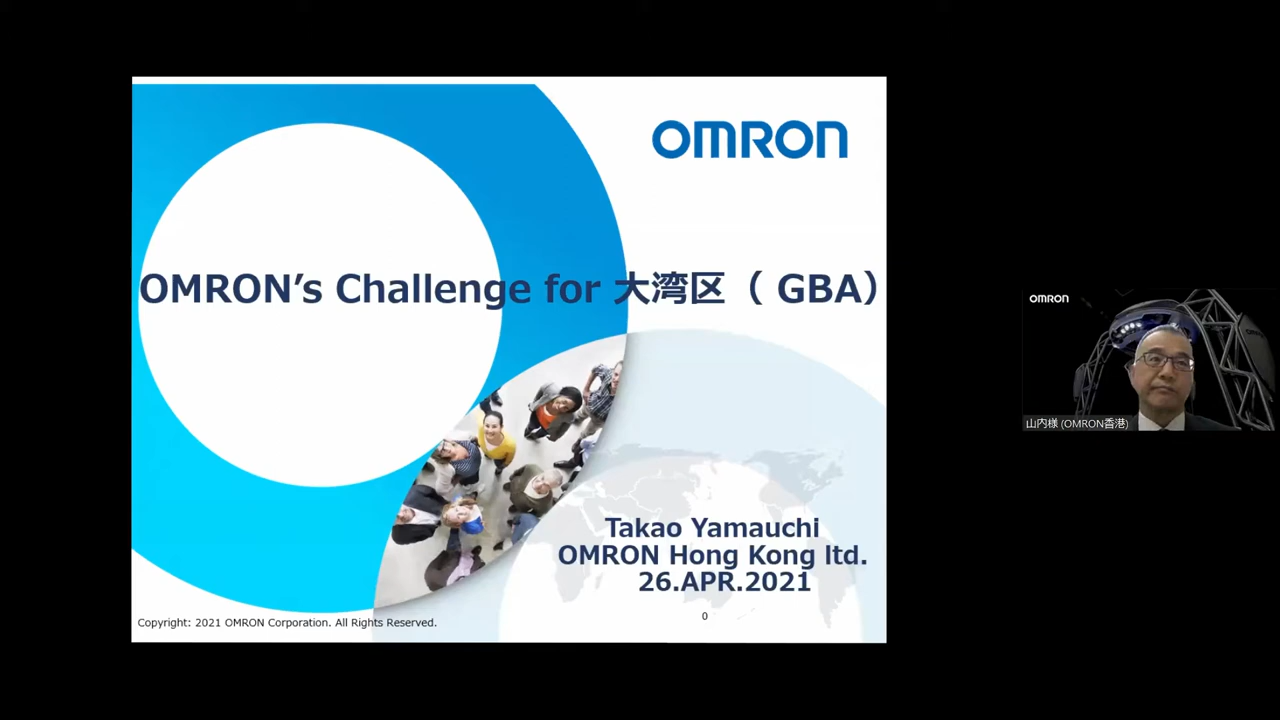 OMRON
OMRON’s Challenge for 大湾区（ GBA）
Takao Yamauchi
OMRON Hong Kong ltd.
26.APR.2021
Copyright: 2021 OMRON Corporation. All Rights Reserved.
0
OMRON
山内様 (OMRON香港)